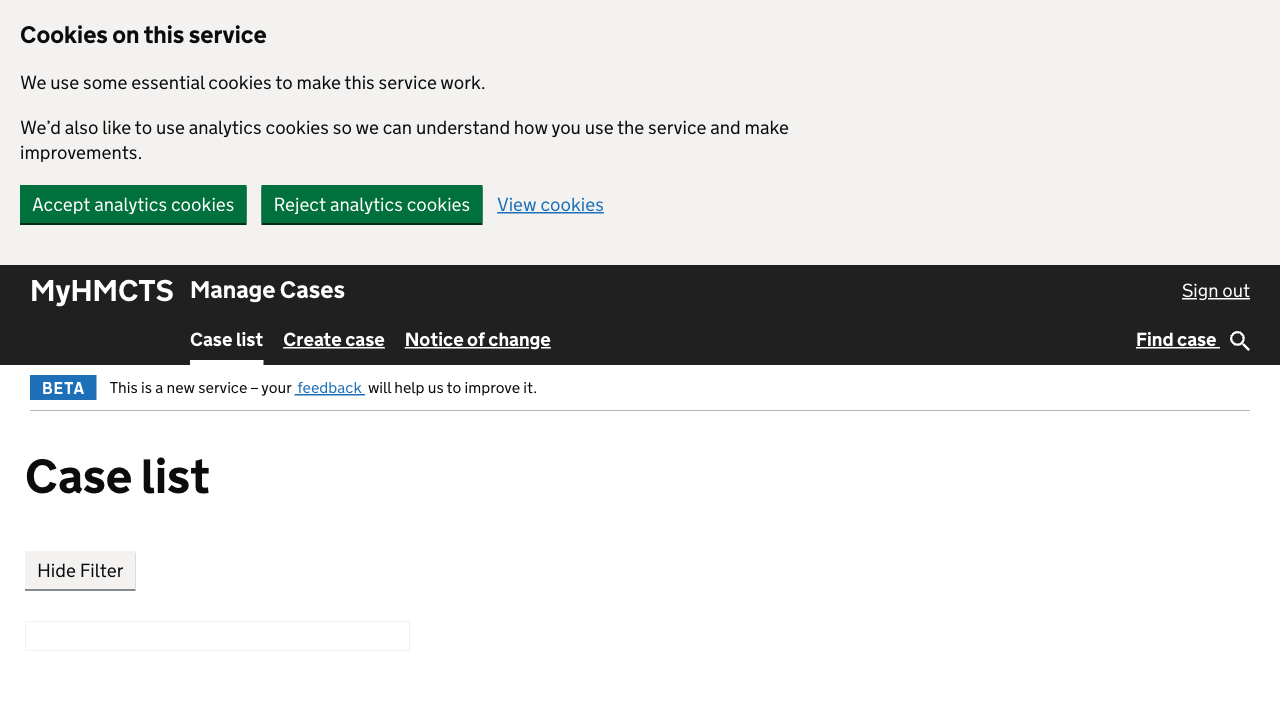 Cookies on this service
We use some essential cookies to make this service work.
We’d also like to use analytics cookies so we can understand how you use the service and make
improvements.
Accept analytics cookies Reject analytics cookies View cookies
MyHMCTS Manage Cases Sign out
Case list Create case Notice of change Find case
BETA This is a new service – your feedback will help us to improve it.
Case list
Hide Filter